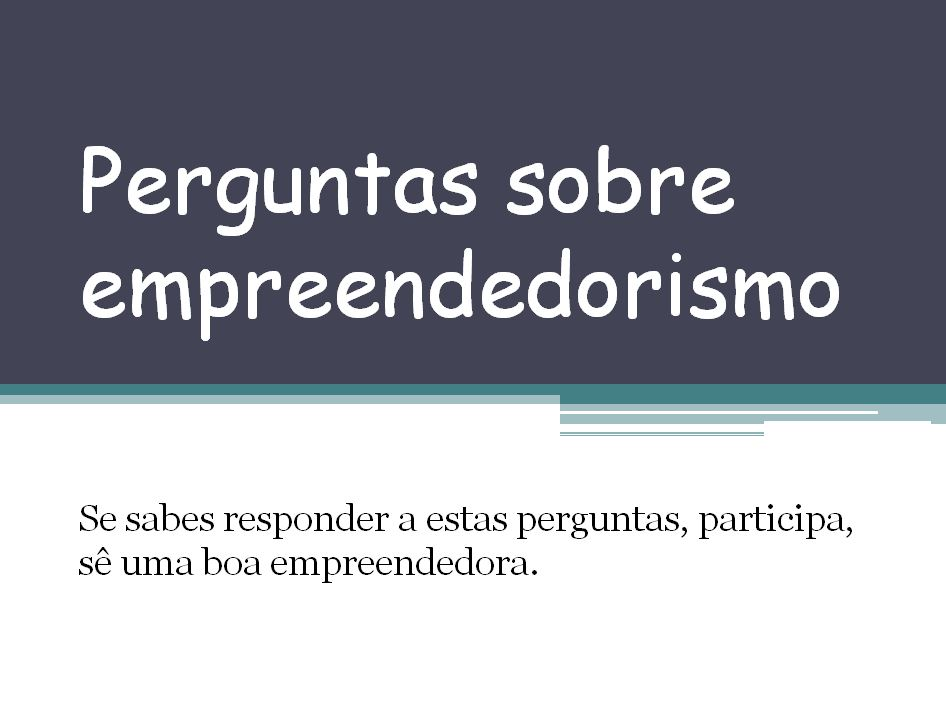 Perguntas sobre
empreendedorismo
Se sabes responder a estas perguntas, participa,
sê uma boa empreendedora.